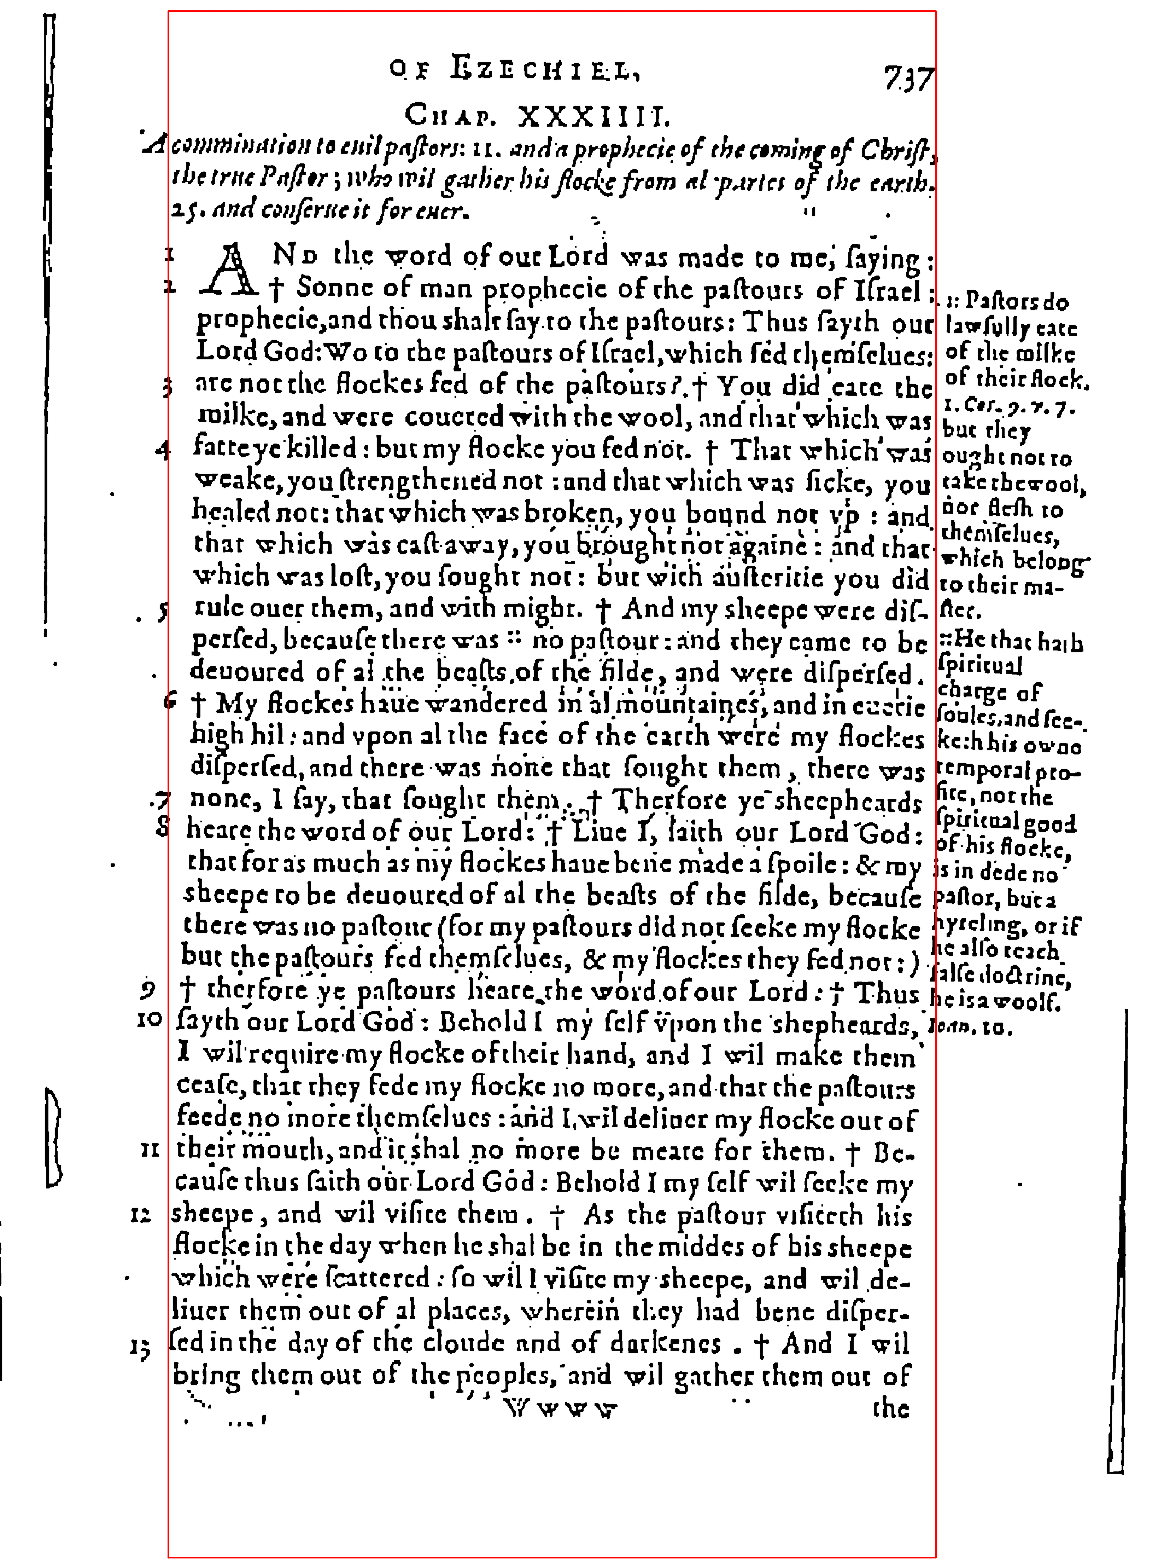 OF EZECHIEL,
737
CHAP. XXXIIII.
A commination to euil pastors: 11. and a prophecie of the coming of Christ,
the true Pastor; who wil gather his flocke from al partes of the earth.
25. and conserue it for euer.
1 AND the word of our Lord was made to me, saying:
2 † Sonne of man prophecie of the pastours of Israel:
prophecie, and thou shalt say to the pastours: Thus sayth our
Lord God: Wo to the pastours of Israel, which fed themselues:
3 are not the flockes fed of the pastours? † You did eate the
milke, and were couered with the wool, and that which was
4 fatte ye killed: but my flocke you fed not. † That which was
weake, you strengthened not: and that which was sicke, you
healed not: that which was broken, you bound not vp: and
that which was cast away, you brought not againe: and that
which was lost, you sought not: but with austeritie you did
5 rule ouer them, and with might. † And my sheepe were dis-
persed, because there was :: no pastour: and they came to be
deuoured of al the beasts of the filde, and were dispersed.
6 † My flockes haue wandered in al mountaines, and in euerie
high hil: and vpon al the face of the earth were my flockes
dispersed, and there was none that sought them, there was
7 none, I say, that sought them. † Therfore ye sheepheards
8 heare the word of our Lord: † Liue I, saith our Lord God:
that for as much as my flockes haue bene made a spoile: & my
sheepe to be deuoured of al the beasts of the filde, because
there was no pastour (for my pastours did not seeke my flocke
but the pastours fed themselues, & my flockes they fed not:)
9 † therfore ye pastours heare the word of our Lord: † Thus
10 sayth our Lord God: Behold I my self vpon the shepheards,
I wil require my flocke of their hand, and I wil make them
cease, that they fede my flocke no more, and that the pastours
feede no more themselues: and I wil deliuer my flocke out of
11 their mouth, and it shal no more be meate for them. † Be-
cause thus saith our Lord God: Behold I my self wil seeke my
12 sheepe, and wil visite them. † As the pastour visiteth his
flocke in the day when he shal be in the middes of his sheepe
which were scattered: so wil I visite my sheepe, and wil de-
liuer them out of al places, wherein they had bene disper-
13 sed in the day of the cloude and of darkenes. † And I wil
bring them out of the peoples, and wil gather them out of
Wwww
the
:: Pastors do
lawfully eate
of the milke
of their flock.
1. Cor. 9. v. 7.
but they
ought not to
take the wool,
nor flesh to
themselues,
which belong
to their ma-
ster.
:: He that hath
spiritual
charge of
soules, and see-
keth his owne
temporal pro-
fite, not the
spiritual good
of his flocke,
is in dede no
pastor, but a
hyreling, or if
he also teach
false doctrine,
he is a woolf.
Ioan. 10.